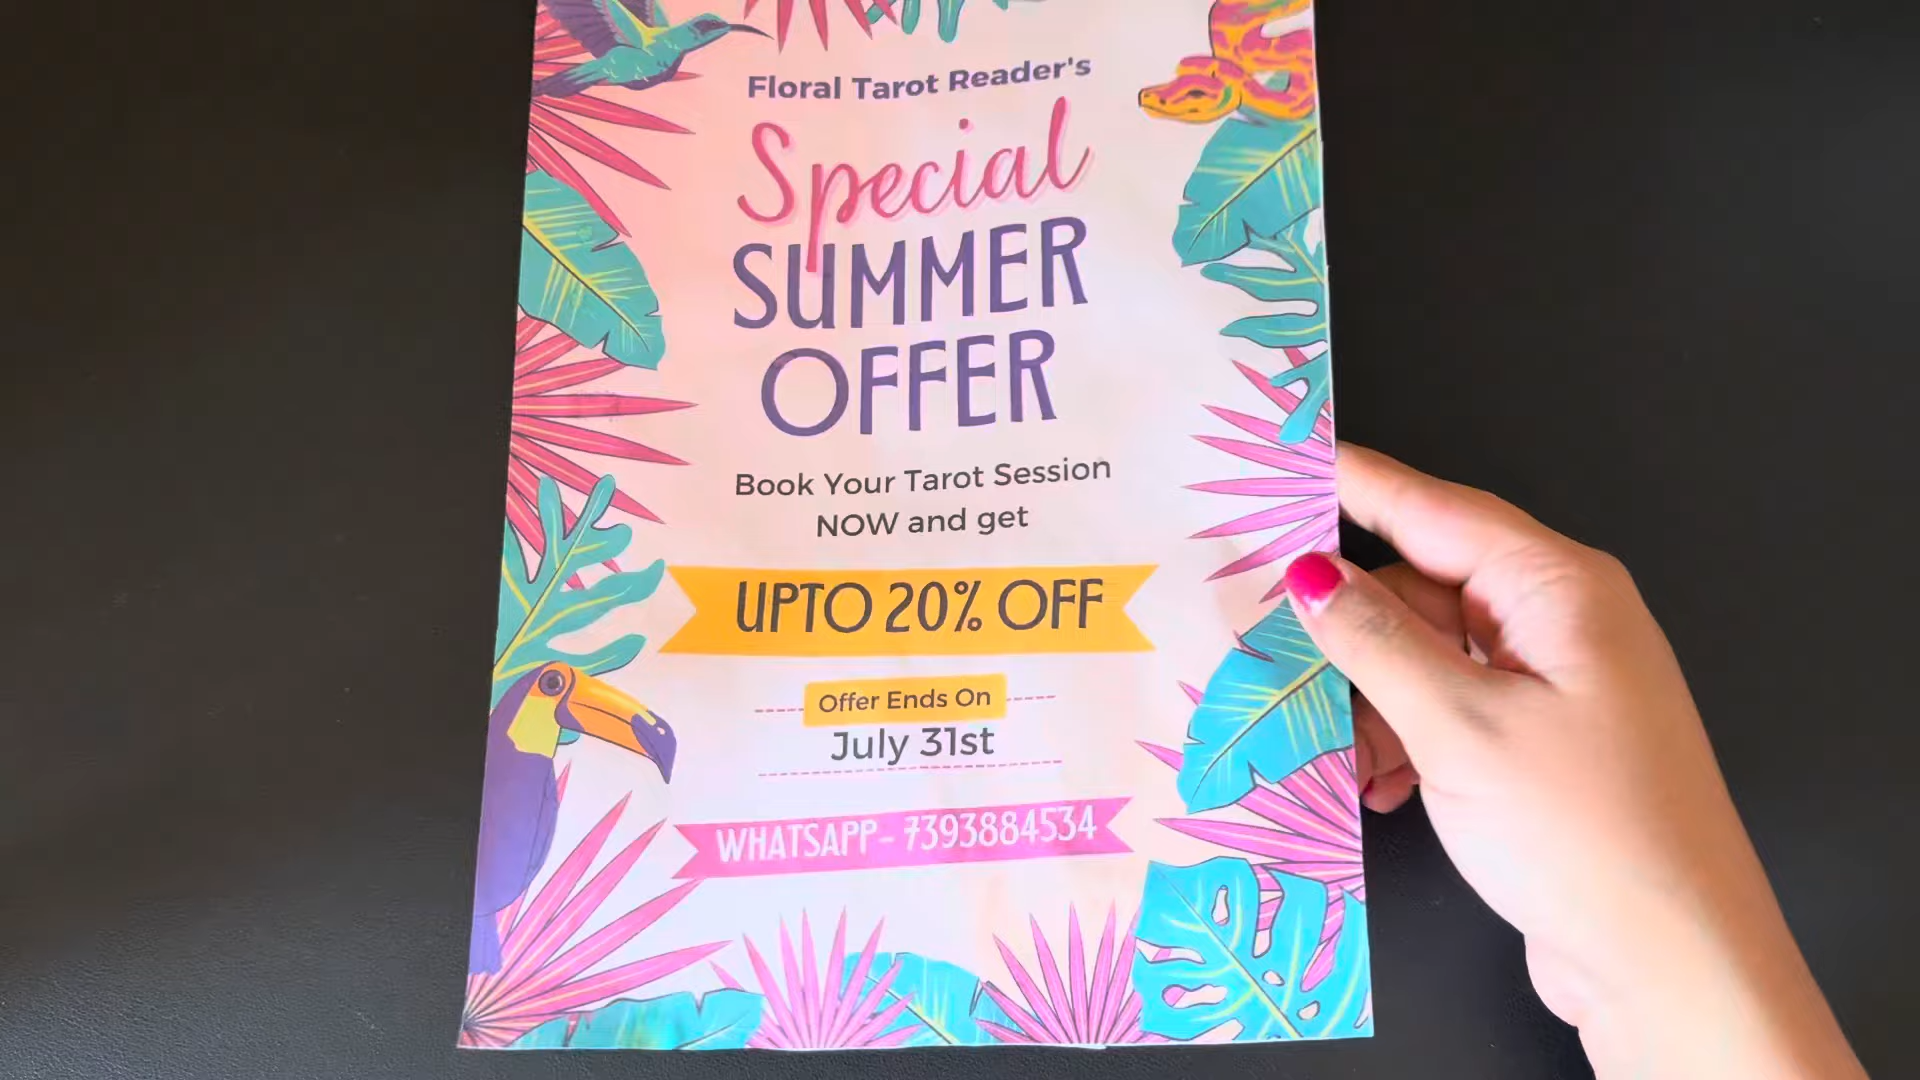 Floral Tarot Reader's
Special
SUMMER
OFFER
Book Your Tarot Session
NOW and get
UPTO 20% OFF
Offer Ends On
July 31st
WHATSAPP- 7393884534